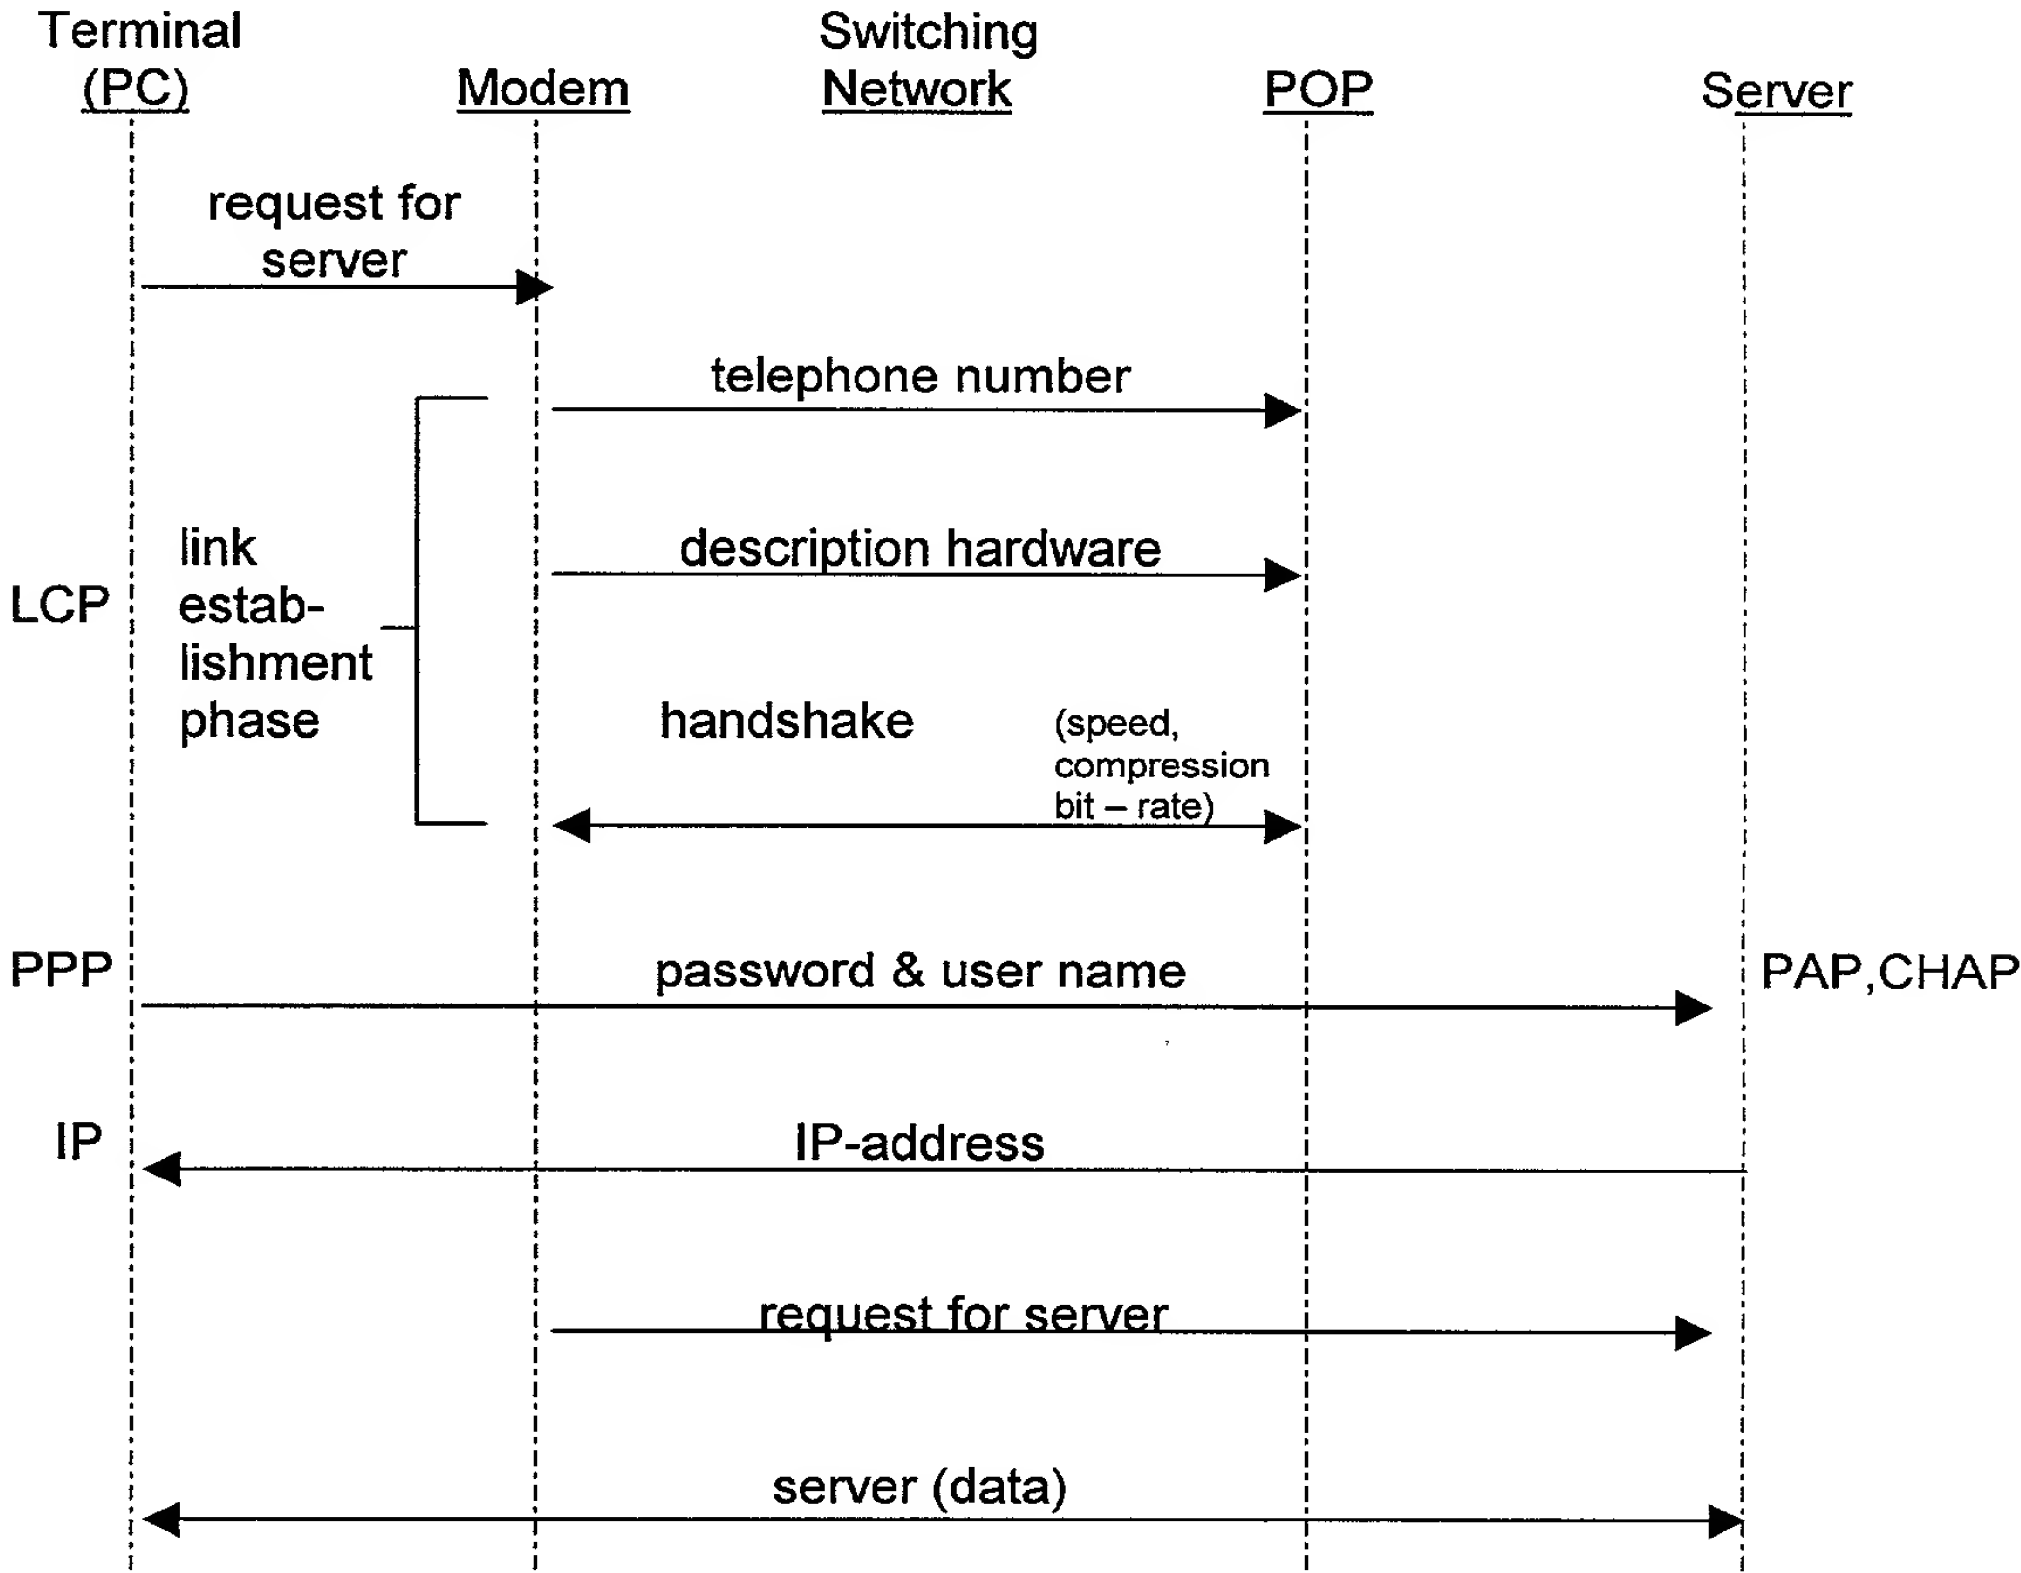 Terminal
(PC)
Modem
Switching
Network
POP
Server
request for
server
telephone number
description hardware
LCP
link
estab-
lishment
phase
handshake
(speed,
compression
bit – rate)
PPP
password & user name
PAP,CHAP
IP
IP-address
request for server
server (data)